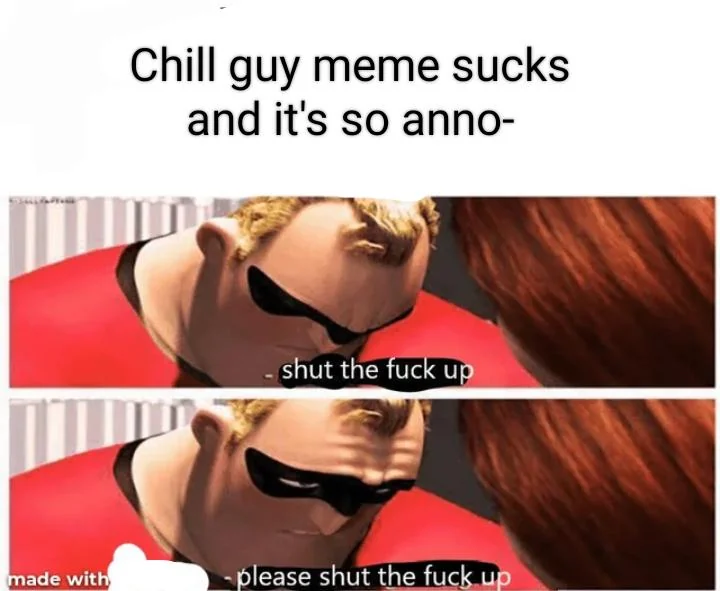 Chill guy meme sucks
and it's so anno-
- shut the fuck up
- please shut the fuck up
made with